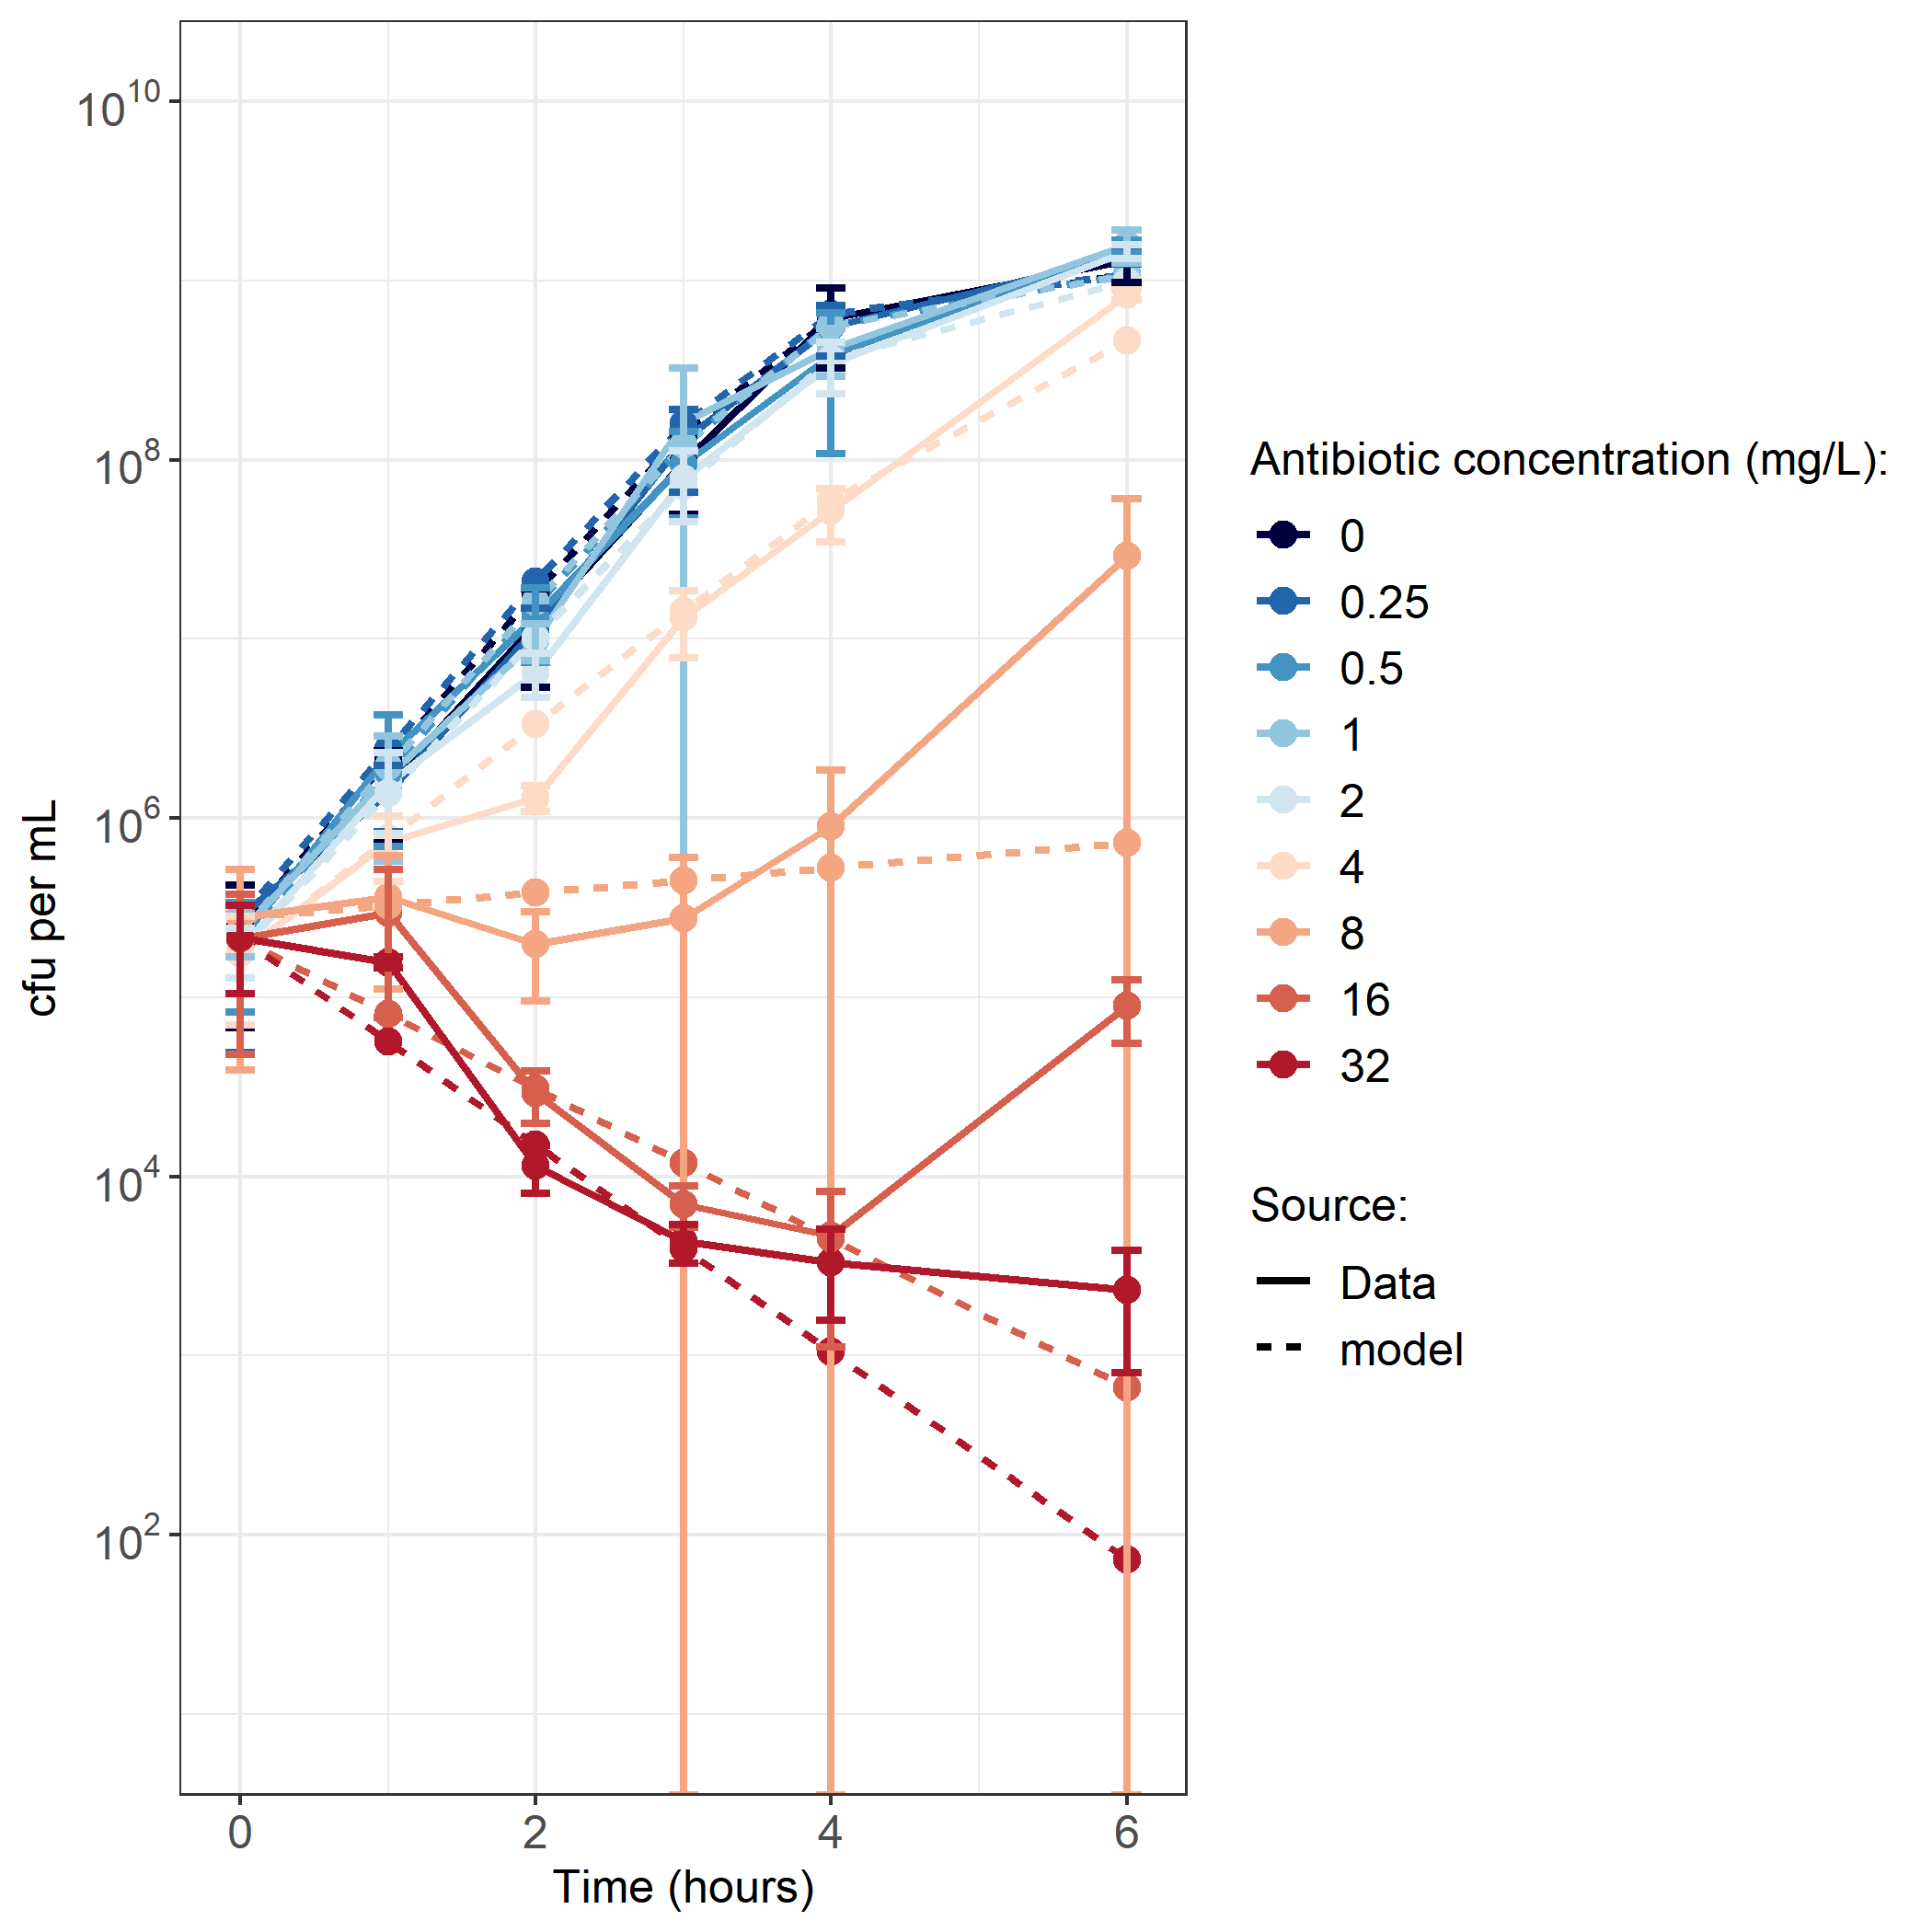 10^10
10^8
10^6
10^4
10^2
cfu per mL
0 2 4 6
Time (hours)
Antibiotic concentration (mg/L):
0
0.25
0.5
1
2
4
8
16
32
Source:
Data
model